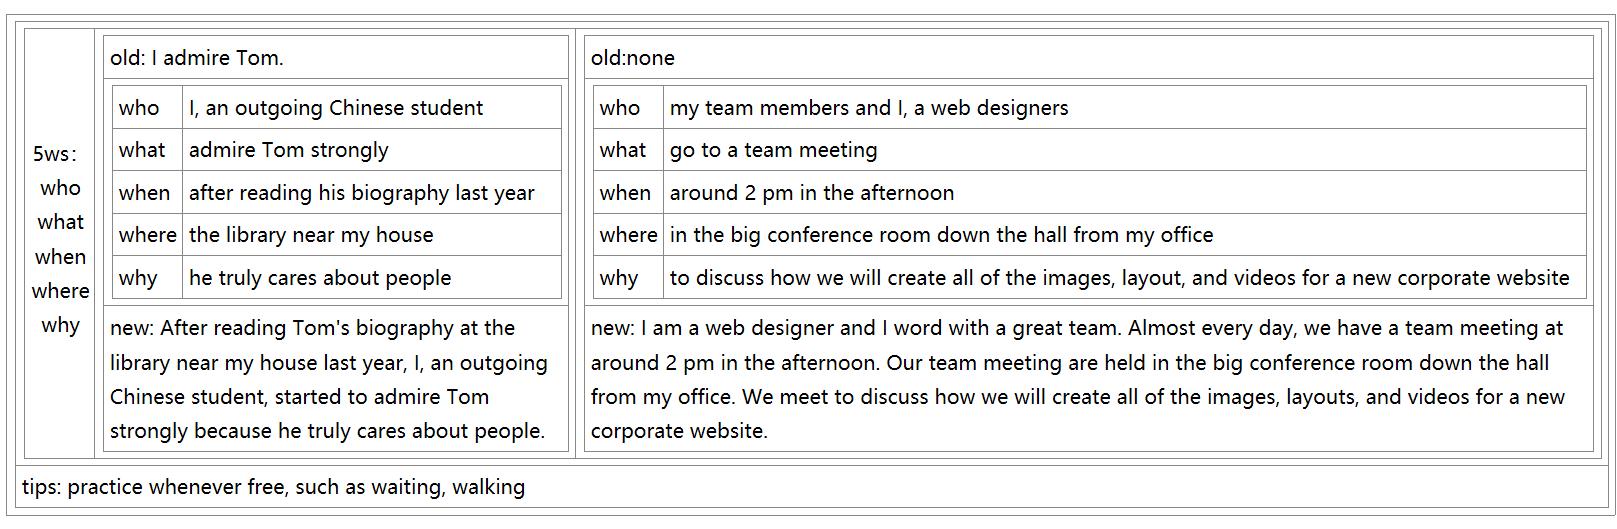 5ws：
who
what
when
where
why
old: I admire Tom.
who I, an outgoing Chinese student
what admire Tom strongly
when after reading his biography last year
where the library near my house
why he truly cares about people
new: After reading Tom's biography at the
library near my house last year, I, an outgoing
Chinese student, started to admire Tom
strongly because he truly cares about people.
old:none
who my team members and I, a web designers
what go to a team meeting
when around 2 pm in the afternoon
where in the big conference room down the hall from my office
why to discuss how we will create all of the images, layout, and videos for a new corporate website
new: I am a web designer and I word with a great team. Almost every day, we have a team meeting at
around 2 pm in the afternoon. Our team meeting are held in the big conference room down the hall
from my office. We meet to discuss how we will create all of the images, layouts, and videos for a new
corporate website.
tips: practice whenever free, such as waiting, walking